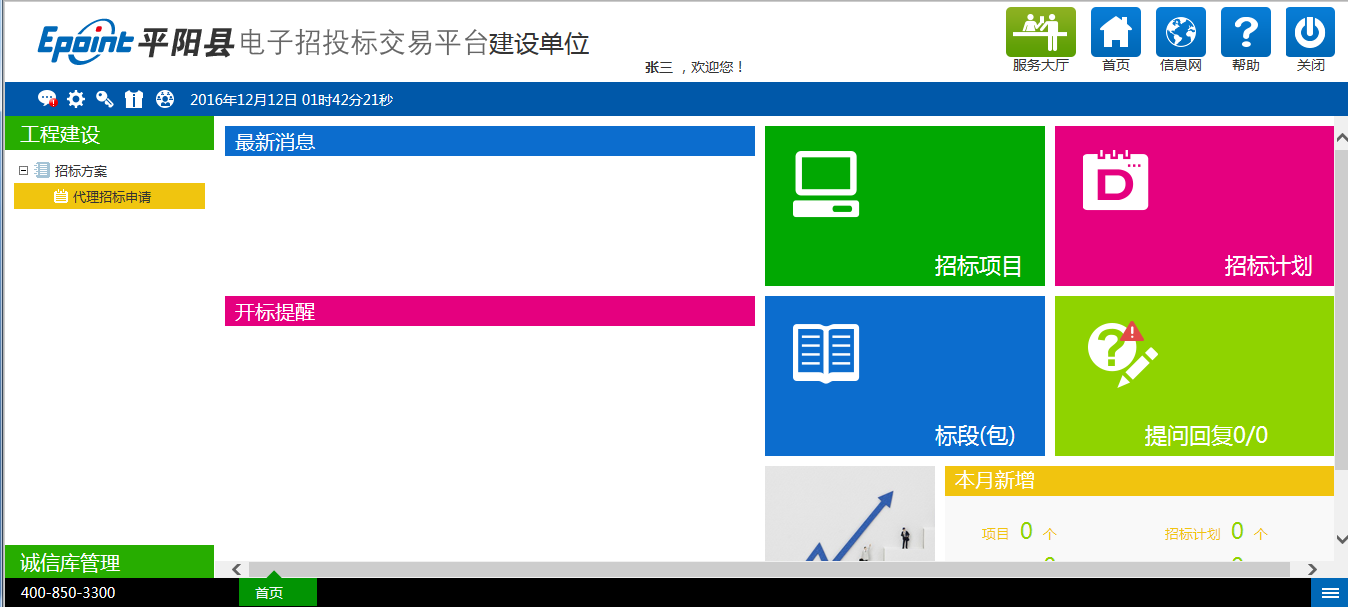 Epoint 平阳县电子招投标交易平台建设单位
张三 ，欢迎您！
服务大厅
首页
信息网
帮助
关闭
2016年12月12日 01时42分21秒
工程建设
招标方案
代理招标申请
诚信库管理
最新消息
开标提醒
招标项目
D
招标计划
标段(包)
提问回复0/0
本月新增
项目 0 个
招标计划 0 个
400-850-3300
首页